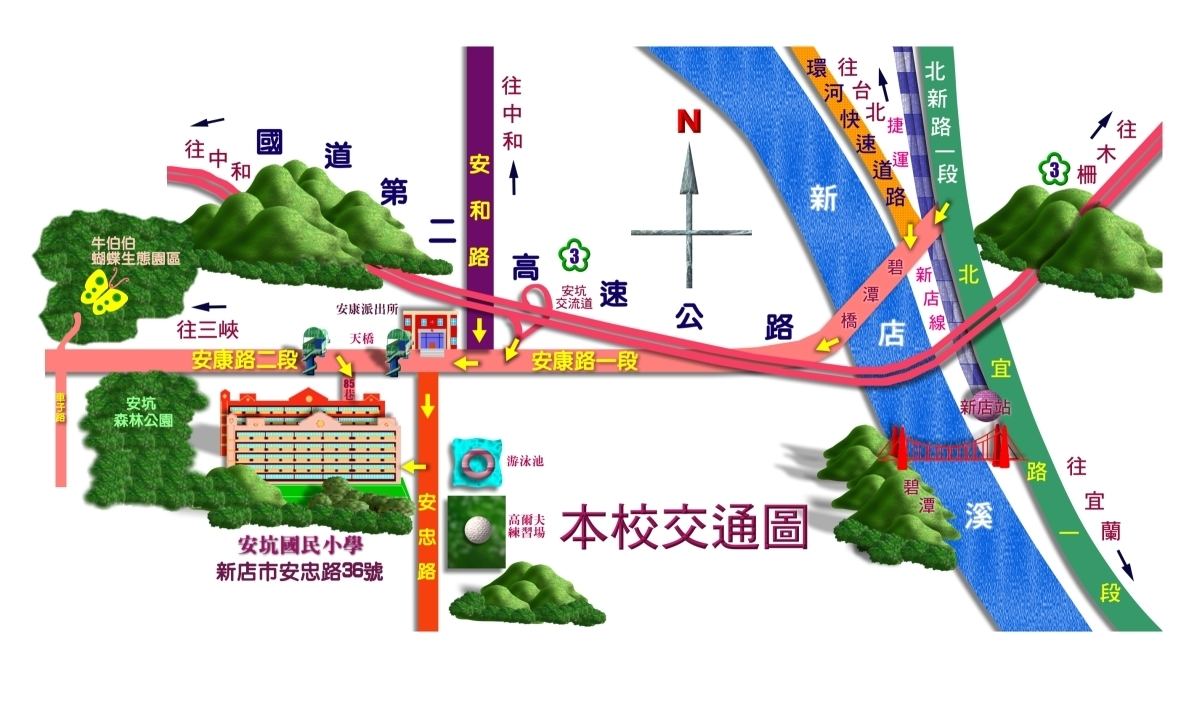 國道第二高速公路
往中和
往中和
安和路
N
新店溪
環河快速道路
往台北
捷運
新店線
北新路一段
往木柵
3
3
牛伯伯
蝴蝶生態園區
往三峽
安康派出所
天橋
安坑
交流道
碧潭橋
安康路二段
安康路一段
85巷
車子路
安坑
森林公園
北宜路一段
新店站
往宜蘭
碧潭
游泳池
高爾夫
練習場
安忠路
本校交通圖
安坑國民小學
新店市安忠路36號